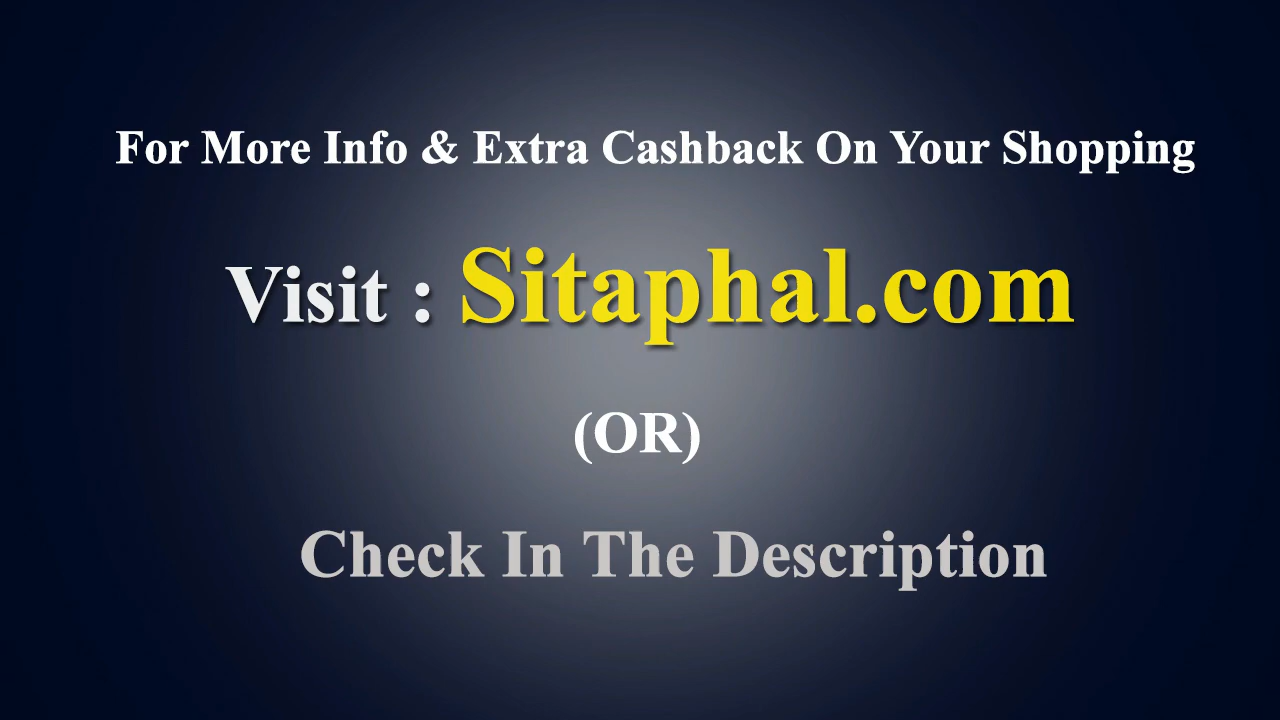 For More Info & Extra Cashback On Your Shopping
Visit : Sitaphal.com
(OR)
Check In The Description